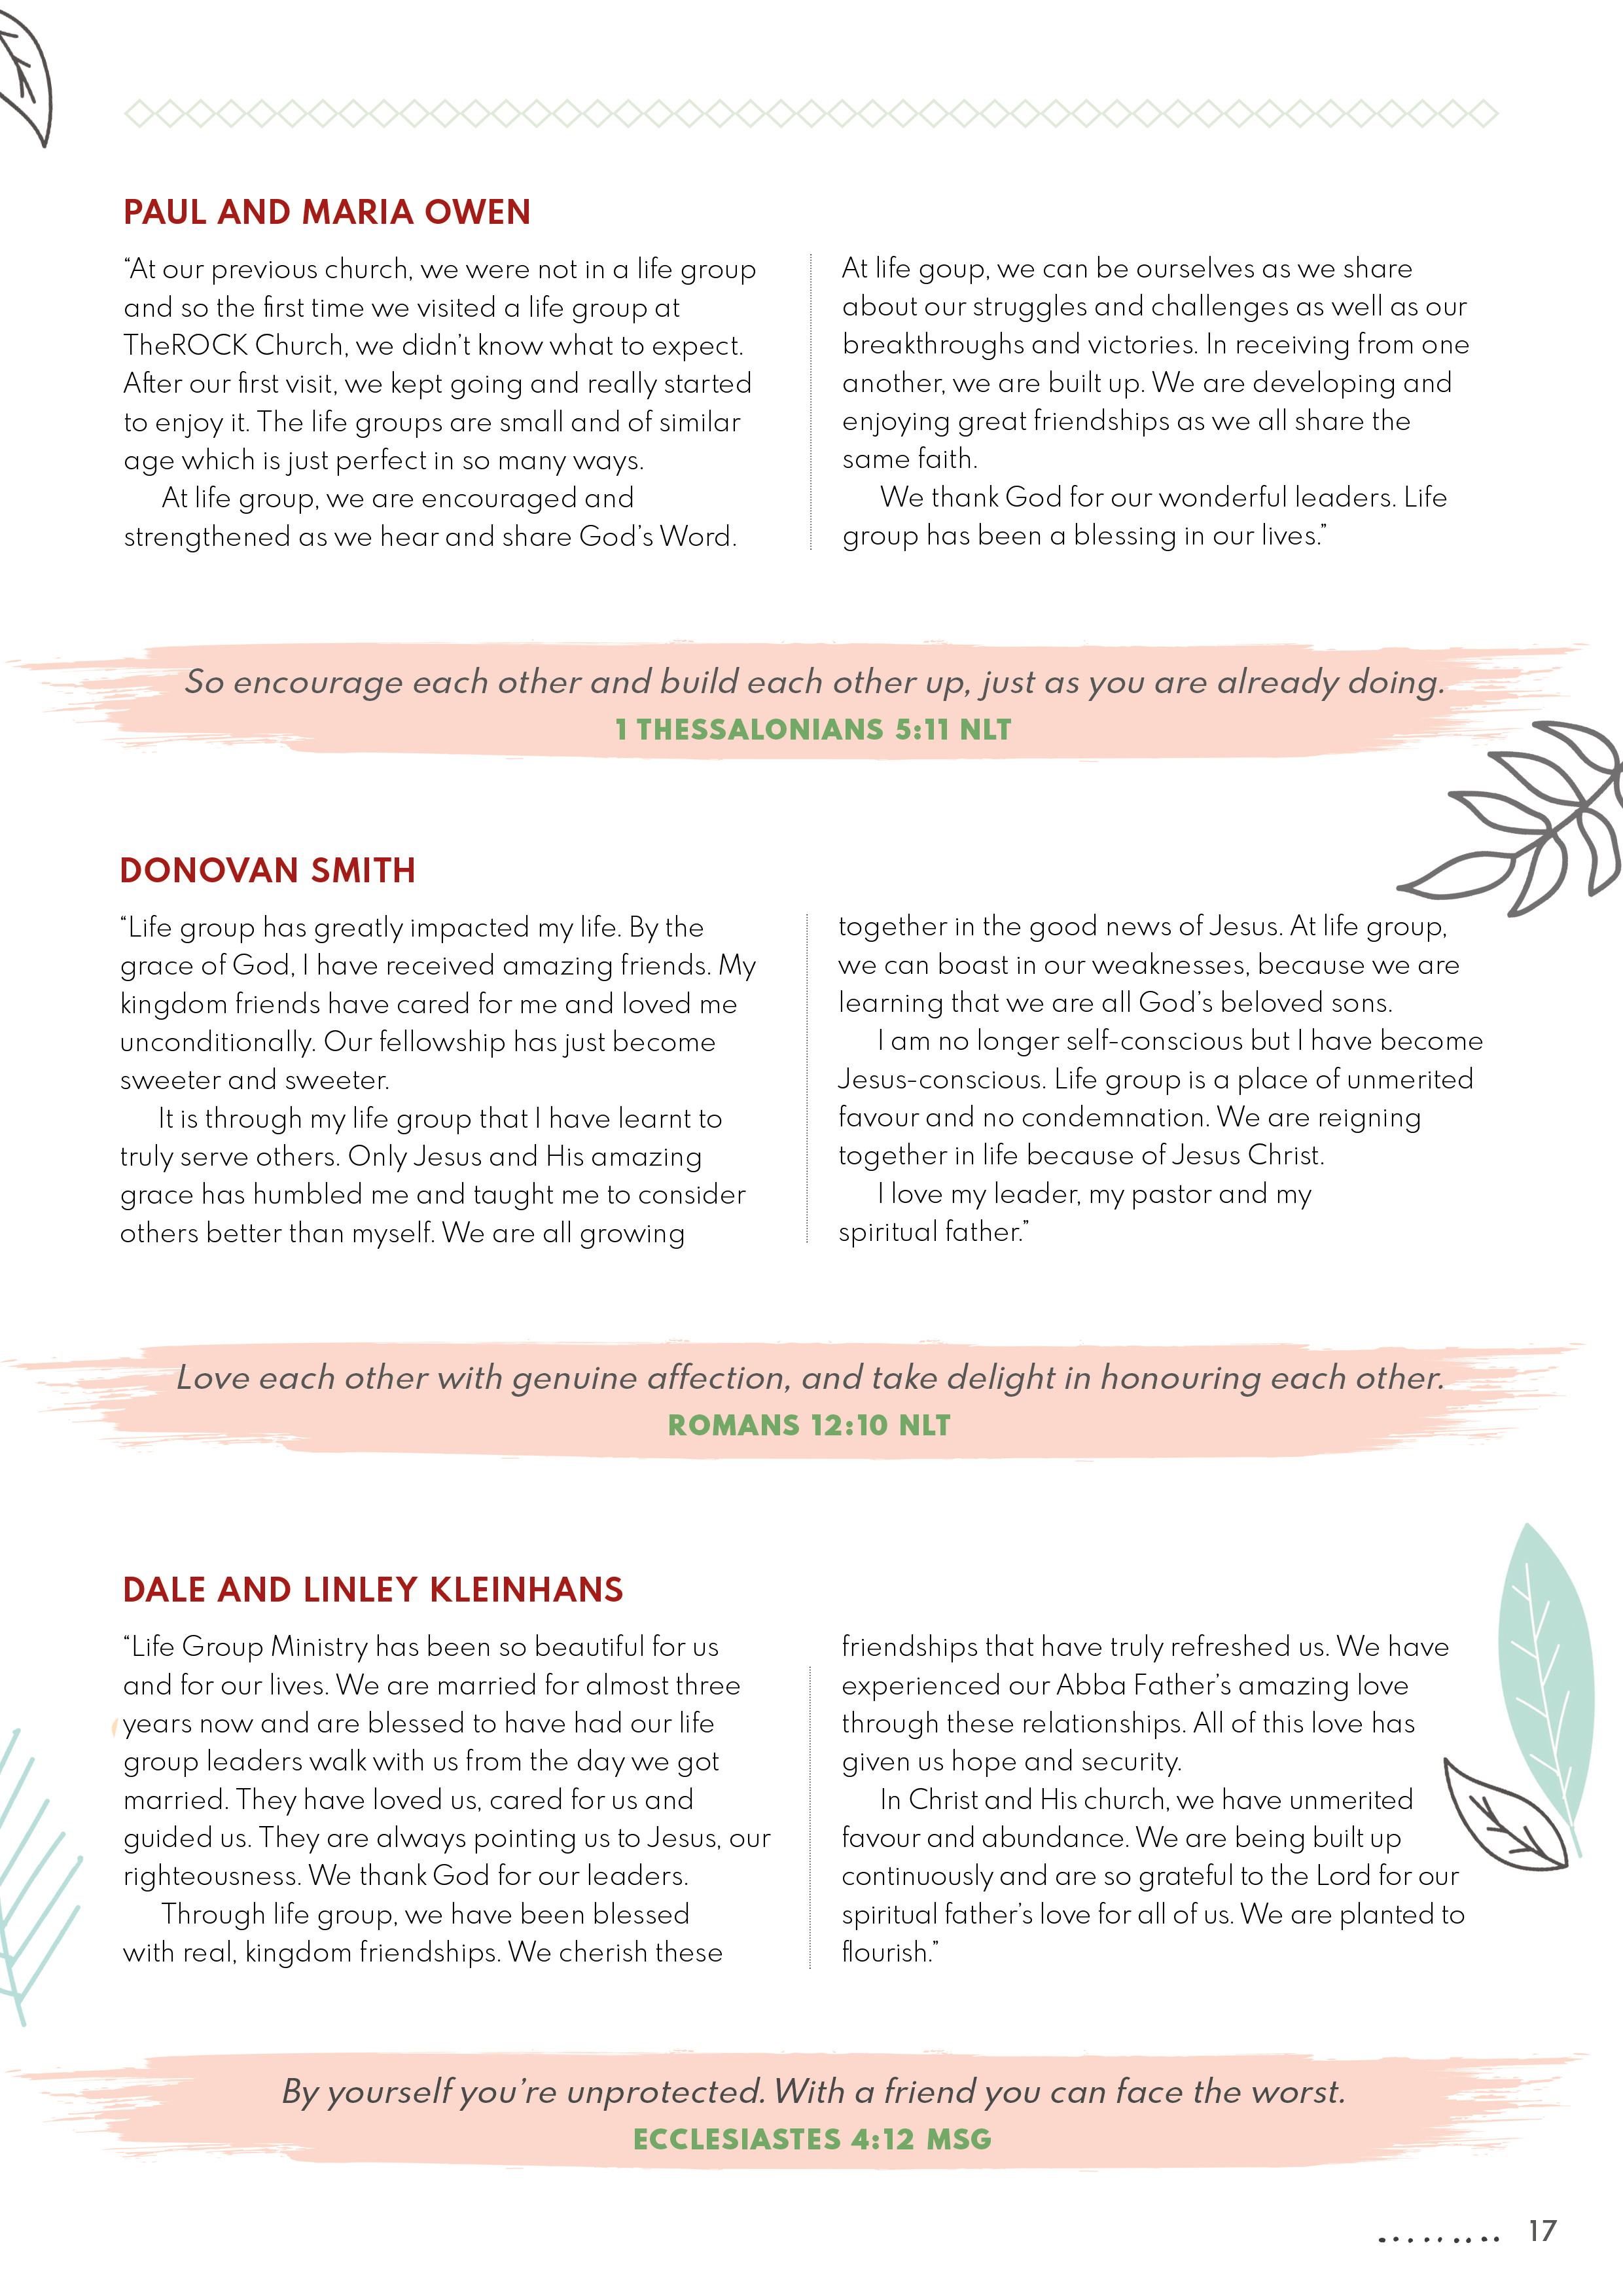 PAUL AND MARIA OWEN
“At our previous church, we were not in a life group
and so the first time we visited a life group at
TheROCK Church, we didn’t know what to expect.
After our first visit, we kept going and really started
to enjoy it. The life groups are small and of similar
age which is just perfect in so many ways.
At life group, we are encouraged and
strengthened as we hear and share God’s Word.
At life goup, we can be ourselves as we share
about our struggles and challenges as well as our
breakthroughs and victories. In receiving from one
another, we are built up. We are developing and
enjoying great friendships as we all share the
same faith.
We thank God for our wonderful leaders. Life
group has been a blessing in our lives.”
So encourage each other and build each other up, just as you are already doing.
1 THESSALONIANS 5:11 NLT
DONOVAN SMITH
“Life group has greatly impacted my life. By the
grace of God, I have received amazing friends. My
kingdom friends have cared for me and loved me
unconditionally. Our fellowship has just become
sweeter and sweeter.
It is through my life group that I have learnt to
truly serve others. Only Jesus and His amazing
grace has humbled me and taught me to consider
others better than myself. We are all growing
together in the good news of Jesus. At life group,
we can boast in our weaknesses, because we are
learning that we are all God’s beloved sons.
I am no longer self-conscious but I have become
Jesus-conscious. Life group is a place of unmerited
favour and no condemnation. We are reigning
together in life because of Jesus Christ.
I love my leader, my pastor and my
spiritual father.”
Love each other with genuine affection, and take delight in honouring each other.
ROMANS 12:10 NLT
DALE AND LINLEY KLEINHANS
“Life Group Ministry has been so beautiful for us
and for our lives. We are married for almost three
years now and are blessed to have had our life
group leaders walk with us from the day we got
married. They have loved us, cared for us and
guided us. They are always pointing us to Jesus, our
righteousness. We thank God for our leaders.
Through life group, we have been blessed
with real, kingdom friendships. We cherish these
friendships that have truly refreshed us. We have
experienced our Abba Father’s amazing love
through these relationships. All of this love has
given us hope and security.
In Christ and His church, we have unmerited
favour and abundance. We are being built up
continuously and are so grateful to the Lord for our
spiritual father’s love for all of us. We are planted to
flourish.”
By yourself you’re unprotected. With a friend you can face the worst.
ECCLESIASTES 4:12 MSG
17